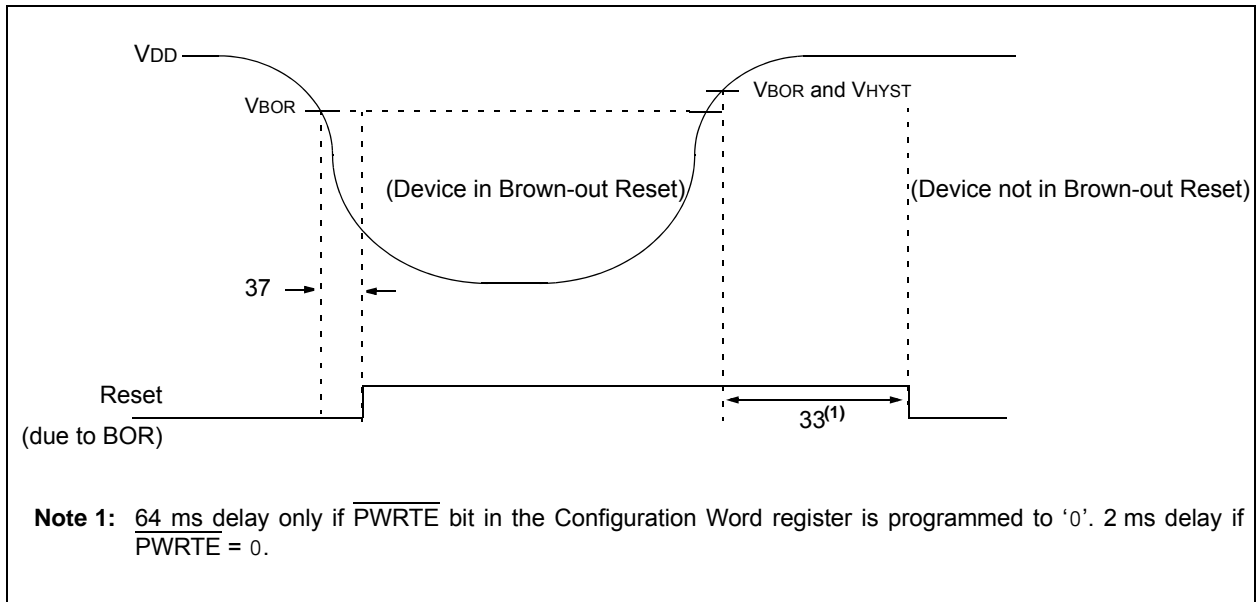 VDD
VBOR
VBOR and VHYST
(Device in Brown-out Reset)
(Device not in Brown-out Reset)
37
Reset
(due to BOR)
33(1)
Note 1: 64 ms delay only if PWRTE bit in the Configuration Word register is programmed to ‘0’. 2 ms delay if
PWRTE = 0.